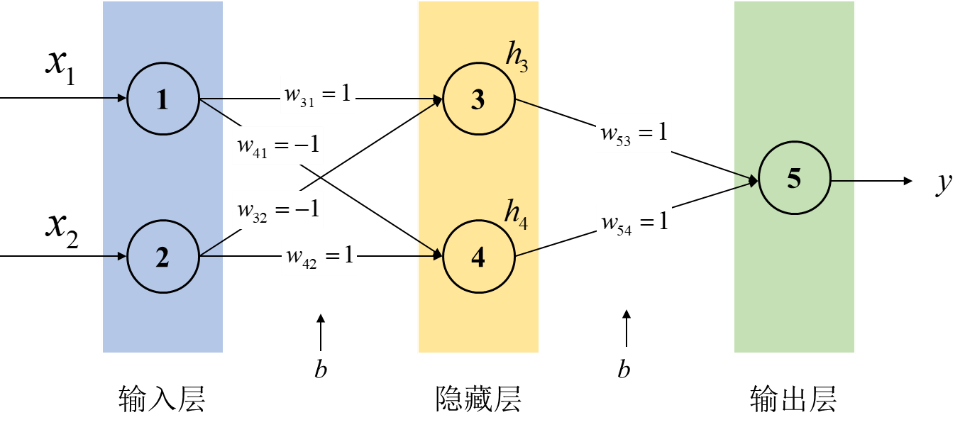 x₁
1
w₃₁ = 1
3
h₃
w₄₁ = −1
w₅₃ = 1
5
y
x₂
2
w₃₂ = −1
w₄₂ = 1
4
h₄
w₅₄ = 1
b
b
输入层
隐藏层
输出层